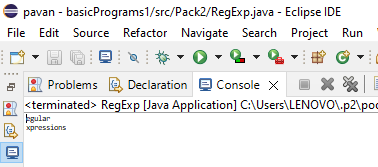 pavan - basicPrograms1/src/Pack2/RegExp.java - Eclipse IDE
File Edit Source Refactor Navigate Search Project Run Wind
Problems Declaration Console
<terminated> RegExp [Java Application] C:\Users\LENOVO\.p2\poo
egular
xpressions